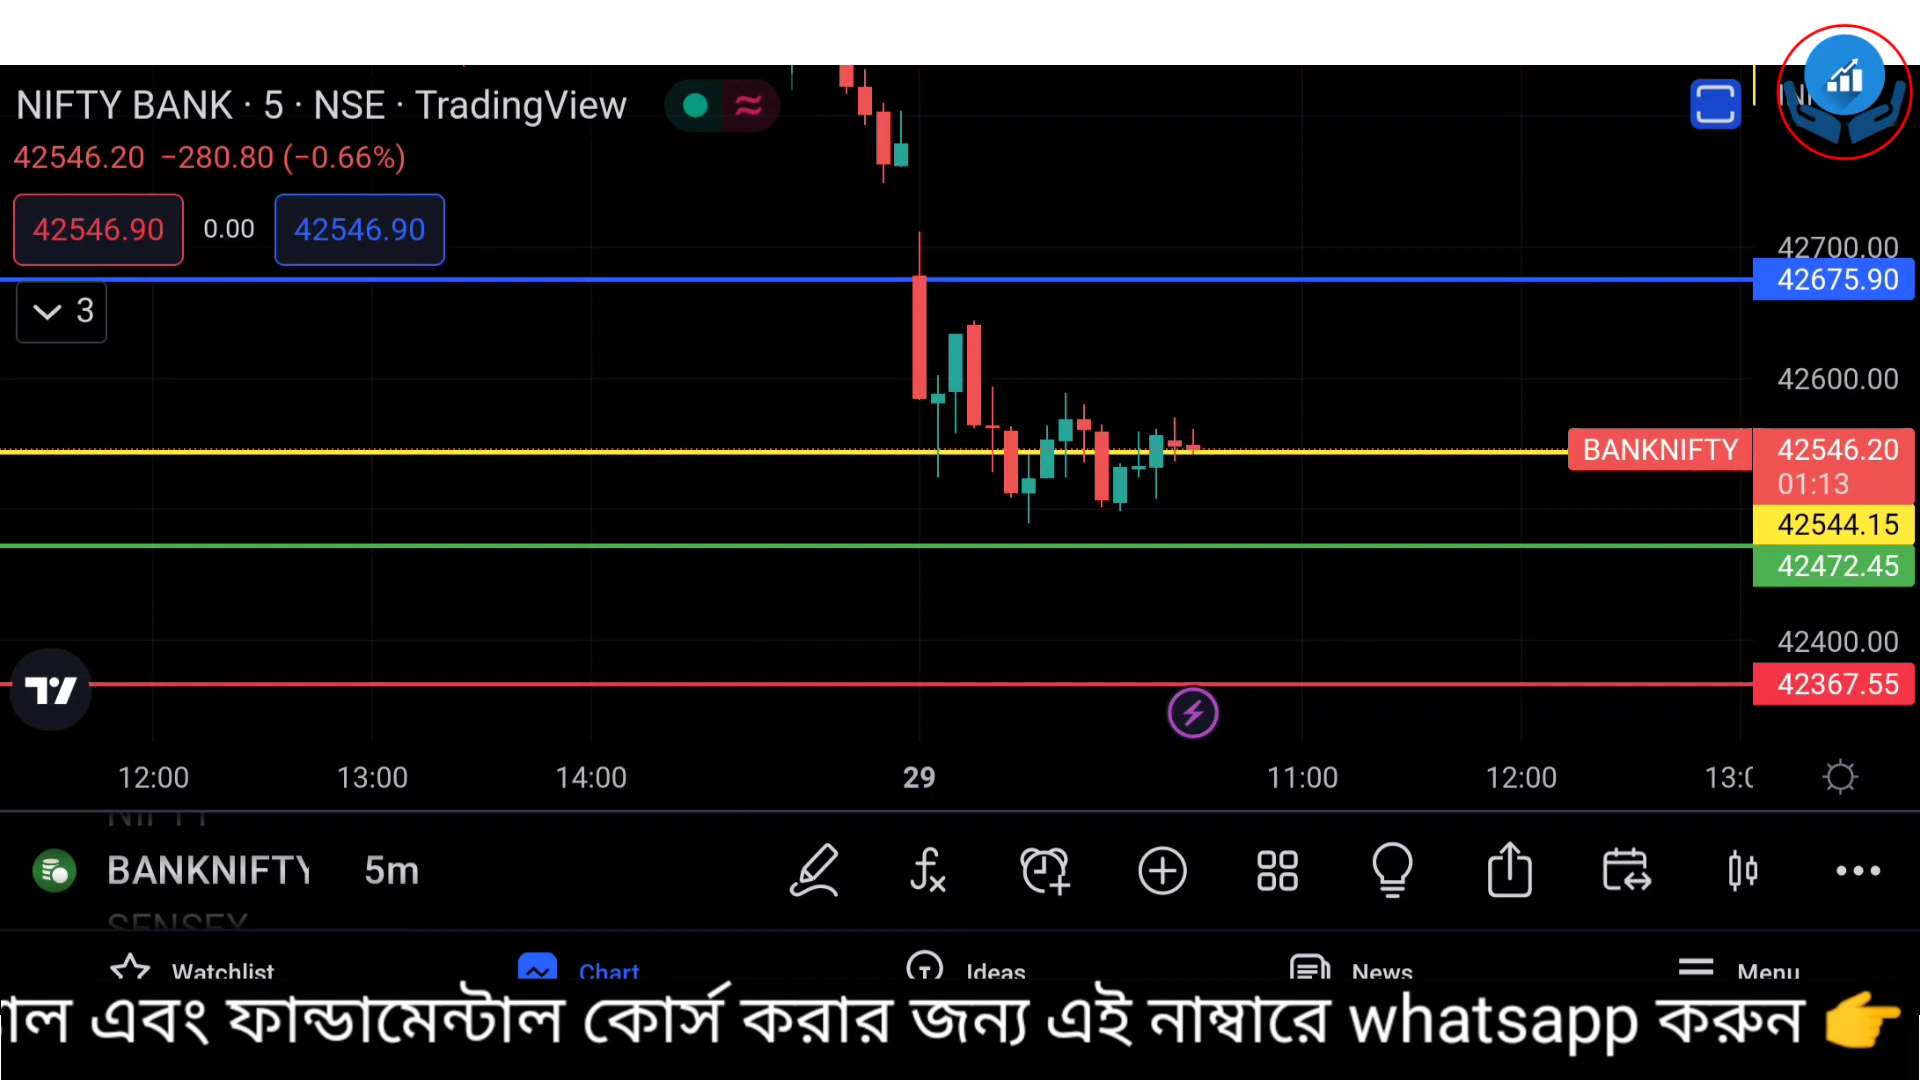 NIFTY BANK · 5 · NSE · TradingView
42546.20 −280.80 (−0.66%)
42546.90 0.00 42546.90
3
42700.00
42675.90
42600.00
BANKNIFTY 42546.20
01:13
42544.15
42472.45
42400.00
42367.55
12:00 13:00 14:00 29 11:00 12:00
NIFTY
BANKNIFTY 5m
SENSEX
Watchlist Chart Ideas News Menu
এবং ফান্ডামেন্টাল কোর্স করার জন্য এই নাম্বারে whatsapp করুন 👉